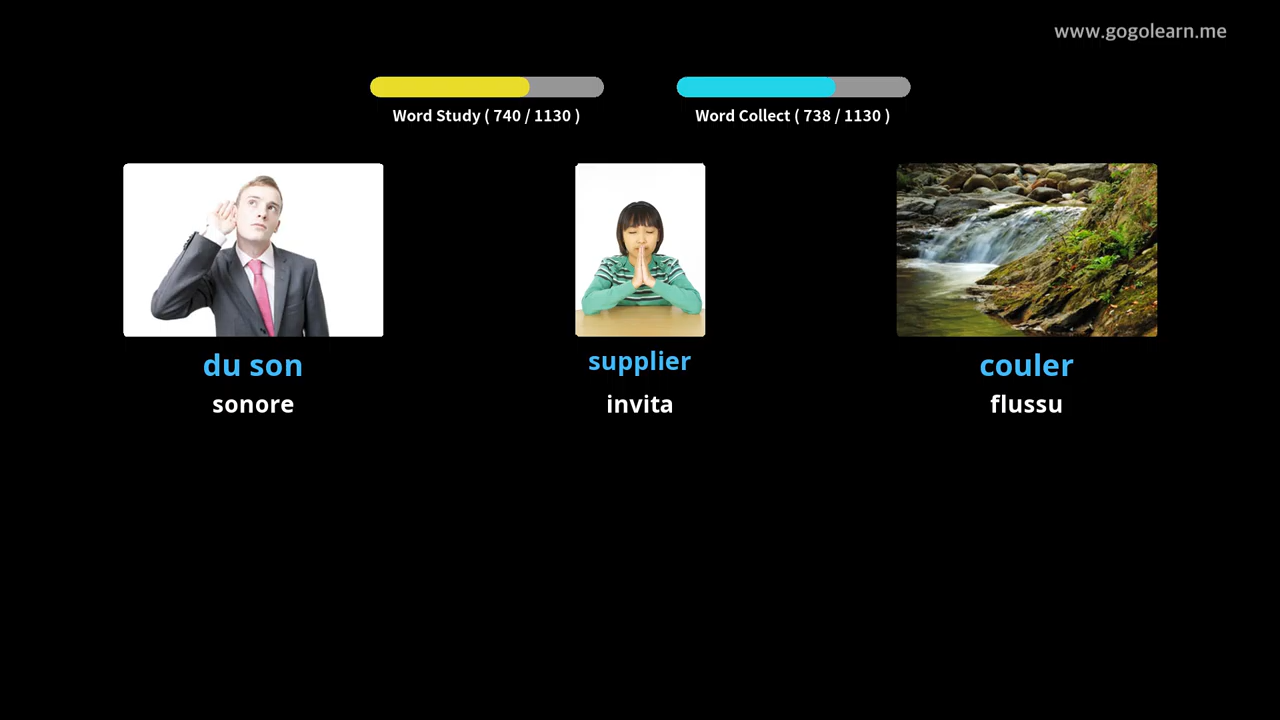 www.gogolearn.me
Word Study ( 740 / 1130 )
Word Collect ( 738 / 1130 )
du son
supplier
couler
sonore
invita
flussu